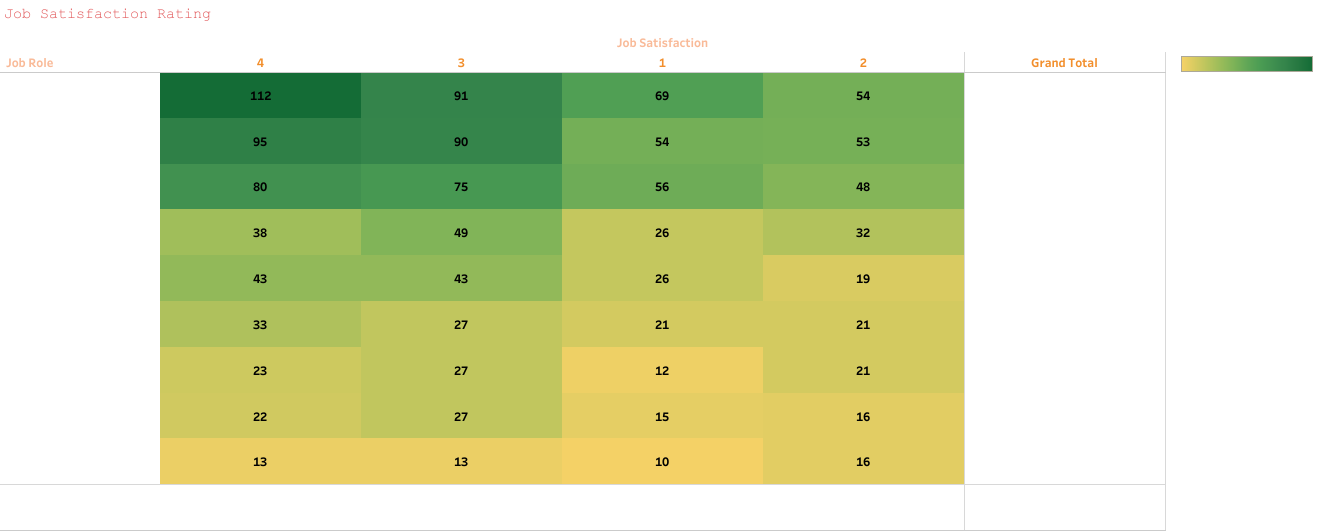 Job Satisfaction Rating
Job Satisfaction
Job Role 4 3 1 2 Grand Total
112 91 69 54
95 90 54 53
80 75 56 48
38 49 26 32
43 43 26 19
33 27 21 21
23 27 12 21
22 27 15 16
13 13 10 16